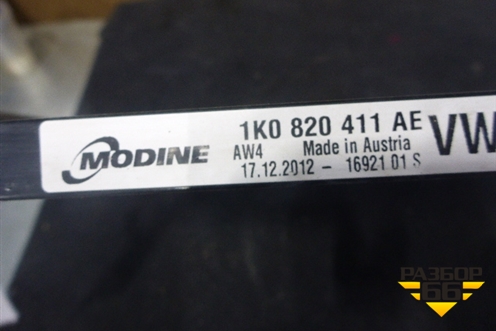 MODINE
1K0 820 411 AE
AW4 Made in Austria
17.12.2012 - 16921 01 S
VW
РАЗБОР
66